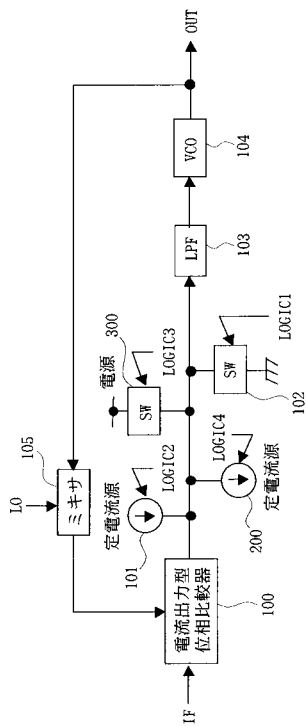 LO
105
ミキサ
電源
300
SW
LOGIC3
定電流源
LOGIC2
101
IF
電流出力型
位相比較器
100
LOGIC4
200
定電流源
SW
LOGIC1
102
LPF
103
VCO
104
OUT